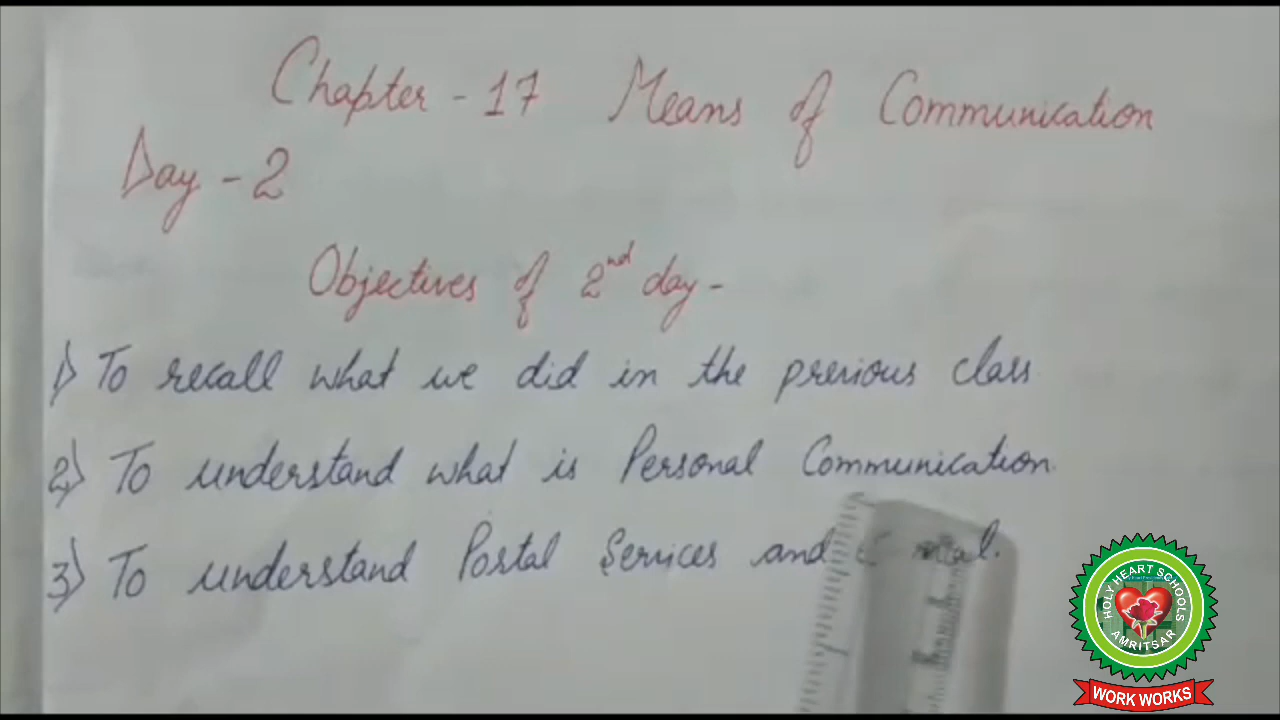 Chapter - 17 Means of Communication
Day - 2
Objectives of 2nd day -
1) To recall what we did in the previous class
2) To understand what is Personal Communication.
3) To understand Postal Services and
HOLY HEART SCHOOLS
AMRITSAR
WORK WORKS